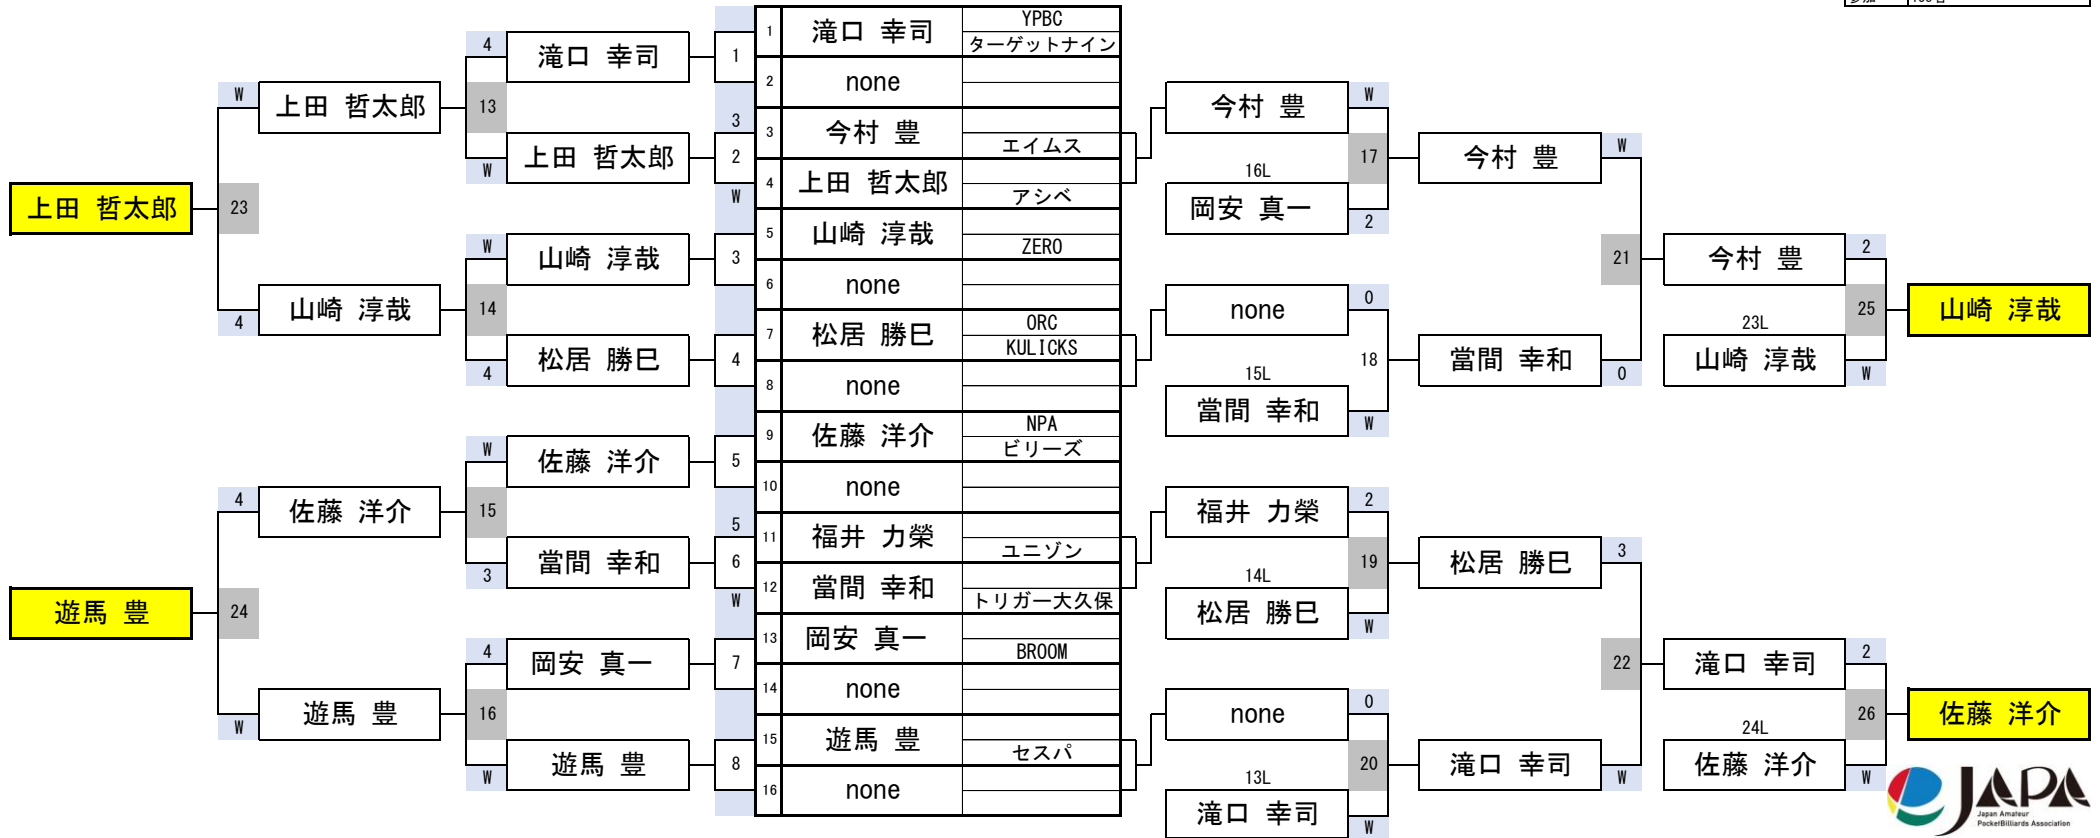 YPBC
1 滝口 幸司
ターゲットナイン
4 滝口 幸司 1
2 none
W 上田 哲太郎 13
今村 豊 W
3
3 今村 豊
エイムス
W 上田 哲太郎 2
17 今村 豊 W
16L
4 上田 哲太郎
W
アシベ
上田 哲太郎 23
岡安 真一 2
5 山崎 淳哉
ZERO
W 山崎 淳哉 3
21 今村 豊 2
6 none
4 山崎 淳哉 14
none 0
25 山崎 淳哉
ORC
7 松居 勝巳
KULICKS
23L
4 松居 勝巳 4
18 當間 幸和 0
山崎 淳哉 W
15L
8 none
當間 幸和 W
NPA
9 佐藤 洋介
ビリーズ
W 佐藤 洋介 5
10 none
4 佐藤 洋介 15
福井 力榮 2
5
11 福井 力榮
ユニゾン
3 當間 幸和 6
19 松居 勝巳 3
14L
12 當間 幸和
W
トリガー大久保
遊馬 豊 24
松居 勝巳 W
13 岡安 真一
BROOM
4 岡安 真一 7
22 滝口 幸司 2
14 none
W 遊馬 豊 16
none 0
26 佐藤 洋介
24L
15 遊馬 豊
セスパ
W 遊馬 豊 8
20 滝口 幸司 W
佐藤 洋介 W
13L
16 none
滝口 幸司 W
JAPA
Japan Amateur
PocketBilliards Association